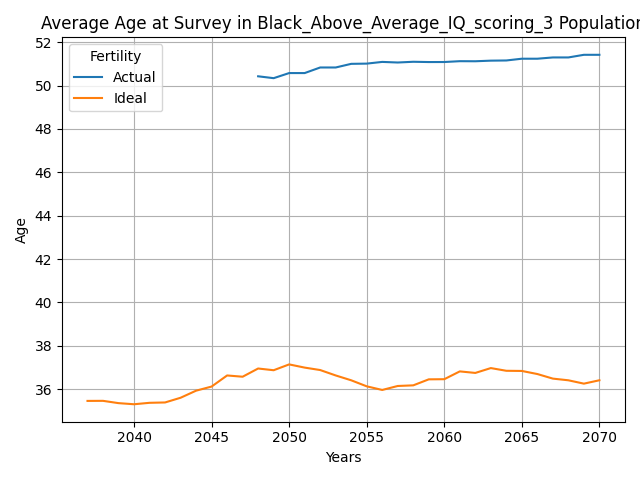 Average Age at Survey in Black_Above_Average_IQ_scoring_3 Population
Fertility
Actual
Ideal
52
50
48
46
44
42
40
38
36
Age
2040 2045 2050 2055 2060 2065 2070
Years